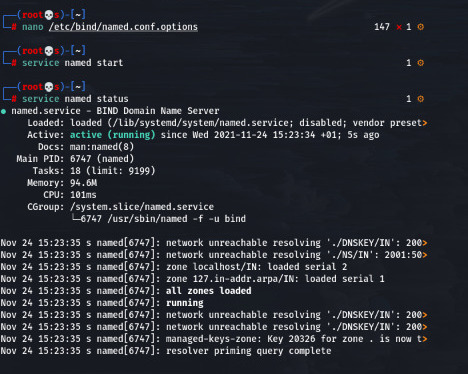 ┌──(root💀s)-[~]
└─# nano /etc/bind/named.conf.options 147 ⨯ 1 ⚙
┌──(root💀s)-[~]
└─# service named start 1 ⚙
┌──(root💀s)-[~]
└─# service named status 1 ⚙
● named.service - BIND Domain Name Server
Loaded: loaded (/lib/systemd/system/named.service; disabled; vendor preset>
Active: active (running) since Wed 2021-11-24 15:23:34 +01; 5s ago
Docs: man:named(8)
Main PID: 6747 (named)
Tasks: 18 (limit: 9199)
Memory: 94.6M
CPU: 101ms
CGroup: /system.slice/named.service
└─6747 /usr/sbin/named -f -u bind
Nov 24 15:23:35 s named[6747]: network unreachable resolving './DNSKEY/IN': 200>
Nov 24 15:23:35 s named[6747]: network unreachable resolving './NS/IN': 2001:50>
Nov 24 15:23:35 s named[6747]: zone localhost/IN: loaded serial 2
Nov 24 15:23:35 s named[6747]: zone 127.in-addr.arpa/IN: loaded serial 1
Nov 24 15:23:35 s named[6747]: all zones loaded
Nov 24 15:23:35 s named[6747]: running
Nov 24 15:23:35 s named[6747]: network unreachable resolving './DNSKEY/IN': 200>
Nov 24 15:23:35 s named[6747]: network unreachable resolving './DNSKEY/IN': 200>
Nov 24 15:23:35 s named[6747]: managed-keys-zone: Key 20326 for zone . is now t>
Nov 24 15:23:35 s named[6747]: resolver priming query complete